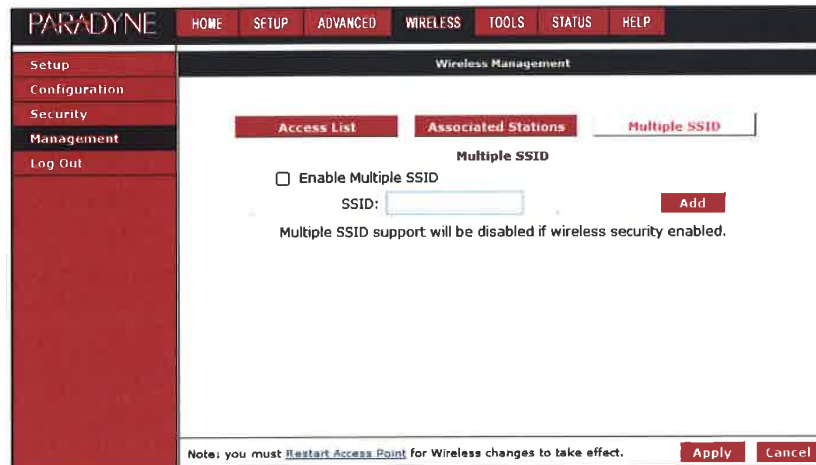 PARADYNE
HOME SETUP ADVANCED WIRELESS TOOLS STATUS HELP
Setup
Configuration
Security
Management
Log Out
Wireless Management
Access List Associated Stations Multiple SSID
Multiple SSID
Enable Multiple SSID
SSID: Add
Multiple SSID support will be disabled if wireless security enabled.
Note: you must Restart Access Point for Wireless changes to take effect. Apply Cancel